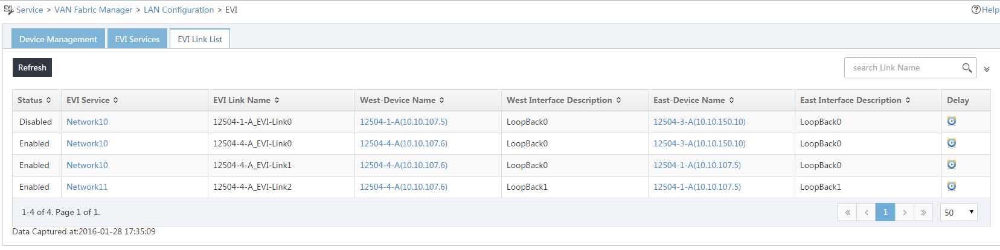 EVI Service > VAN Fabric Manager > LAN Configuration > EVI Help
Device Management EVI Services EVI Link List
Refresh search Link Name
Status EVI Service EVI Link Name West-Device Name West Interface Description East-Device Name East Interface Description Delay
Disabled Network10 12504-1-A_EVI-Link0 12504-1-A(10.10.107.5) LoopBack0 12504-3-A(10.10.150.10) LoopBack0
Enabled Network10 12504-4-A_EVI-Link0 12504-4-A(10.10.107.6) LoopBack0 12504-3-A(10.10.150.10) LoopBack0
Enabled Network10 12504-4-A_EVI-Link1 12504-4-A(10.10.107.6) LoopBack0 12504-1-A(10.10.107.5) LoopBack0
Enabled Network11 12504-4-A_EVI-Link2 12504-4-A(10.10.107.6) LoopBack1 12504-1-A(10.10.107.5) LoopBack1
1-4 of 4. Page 1 of 1. « < 1 > » 50
Data Captured at:2016-01-28 17:35:09